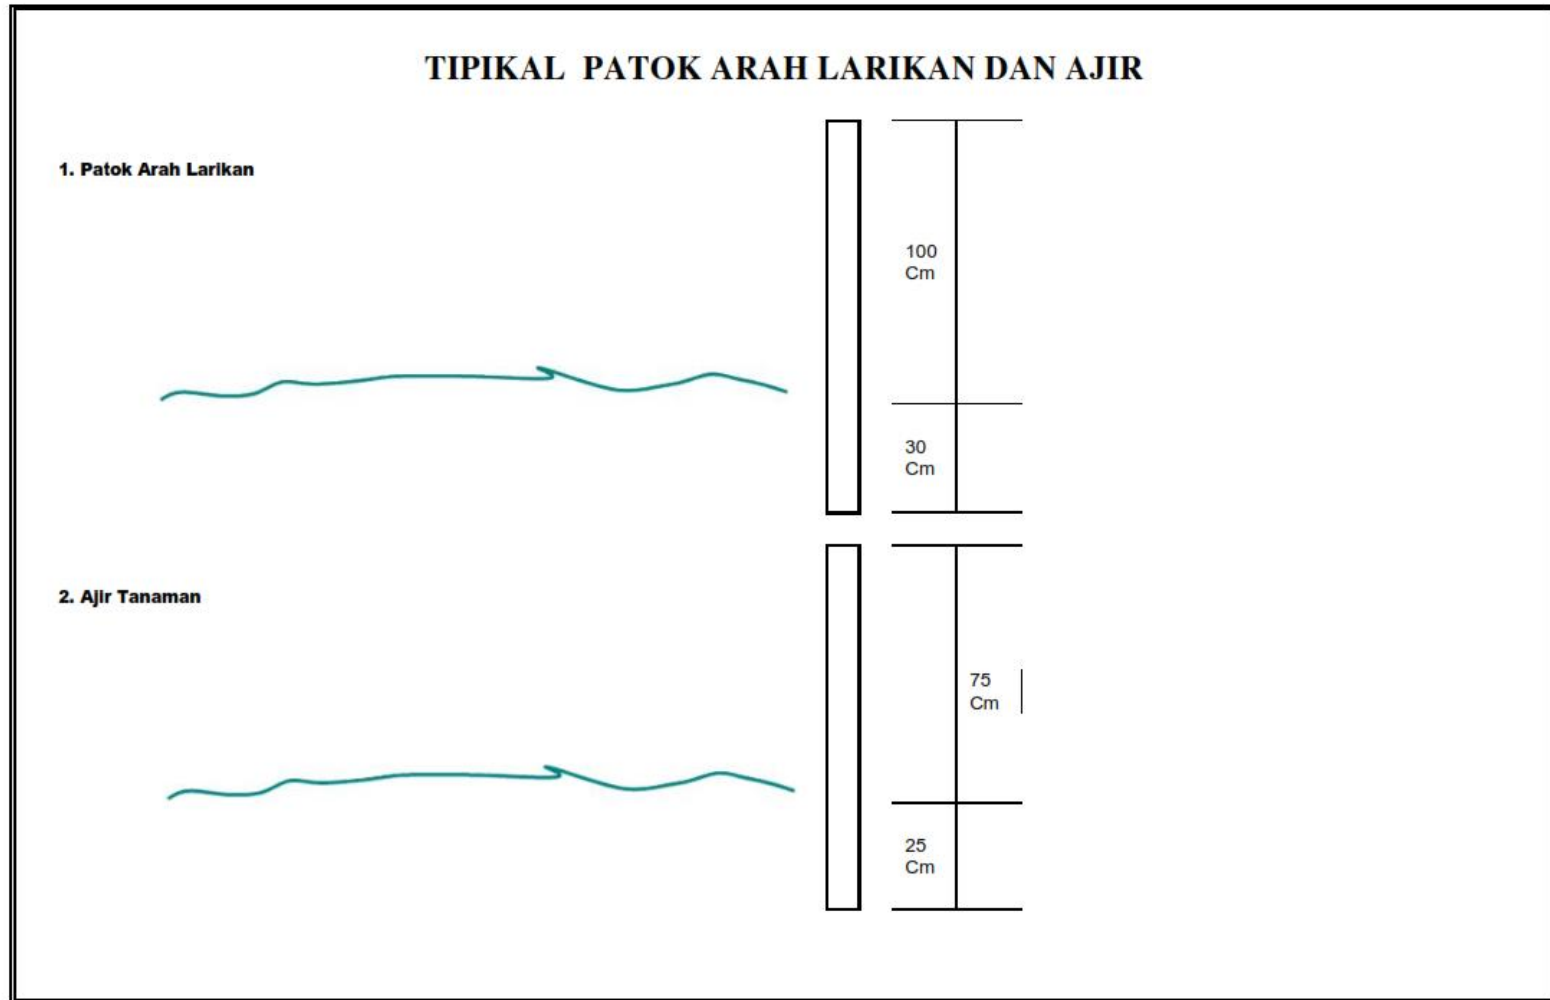 TIPIKAL PATOK ARAH LARIKAN DAN AJIR
1. Patok Arah Larikan
100
Cm
30
Cm
2. Ajir Tanaman
75
Cm
25
Cm